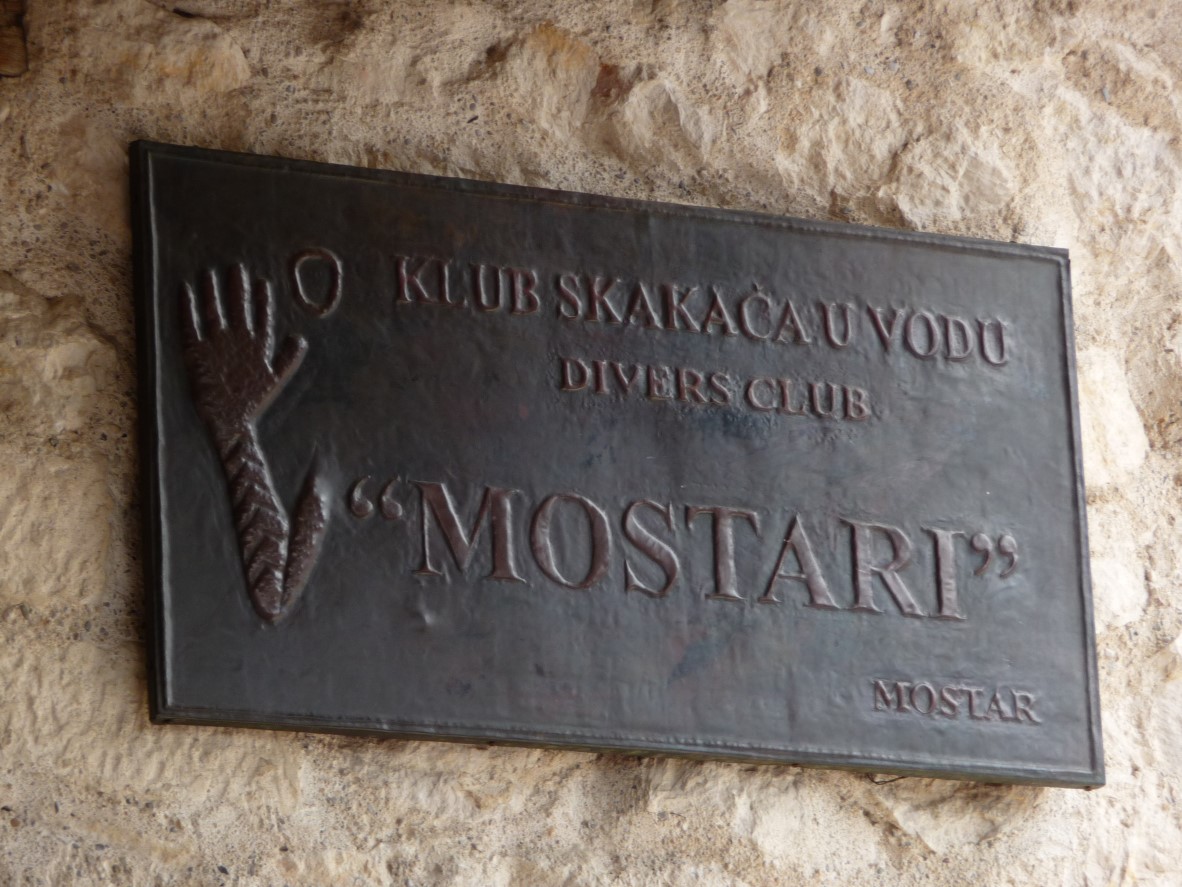 KLUB SKAKAČA U VODU
DIVERS CLUB
“MOSTARI”
MOSTAR